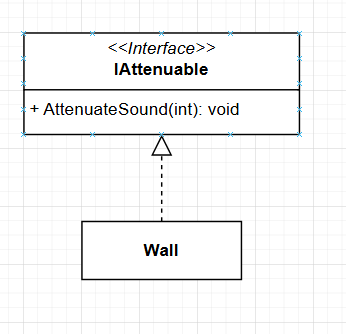 <<Interface>>
IAttenuable
+ AttenuateSound(int): void
Wall